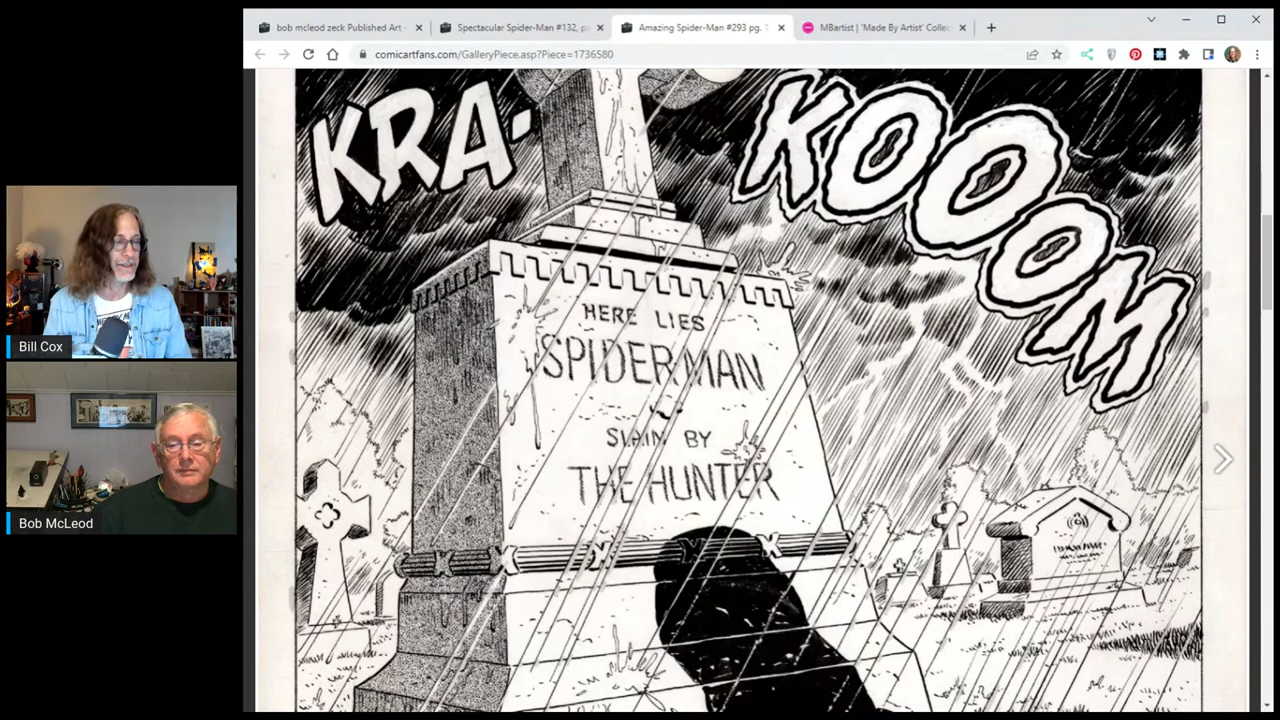 bob mcleod zeck Published Art -
Spectacular Spider-Man #132, p
Amazing Spider-Man #293 pg. 1
MBartist | 'Made By Artist' Collec
comicartfans.com/GalleryPiece.asp?Piece=1736580
KRA-
KOOOM
HERE LIES
SPIDERMAN
SLAIN BY
THE HUNTER
Bill Cox
Bob McLeod